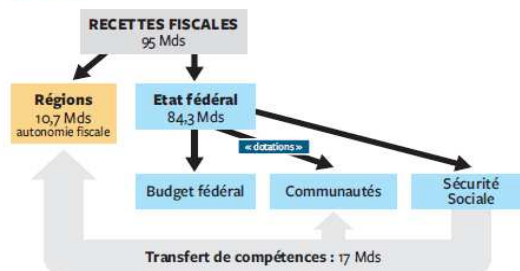 RECETTES FISCALES
95 Mds
Régions
10,7 Mds
autonomie fiscale
Etat fédéral
84,3 Mds
« dotations »
Budget fédéral
Communautés
Sécurité
Sociale
Transfert de compétences : 17 Mds